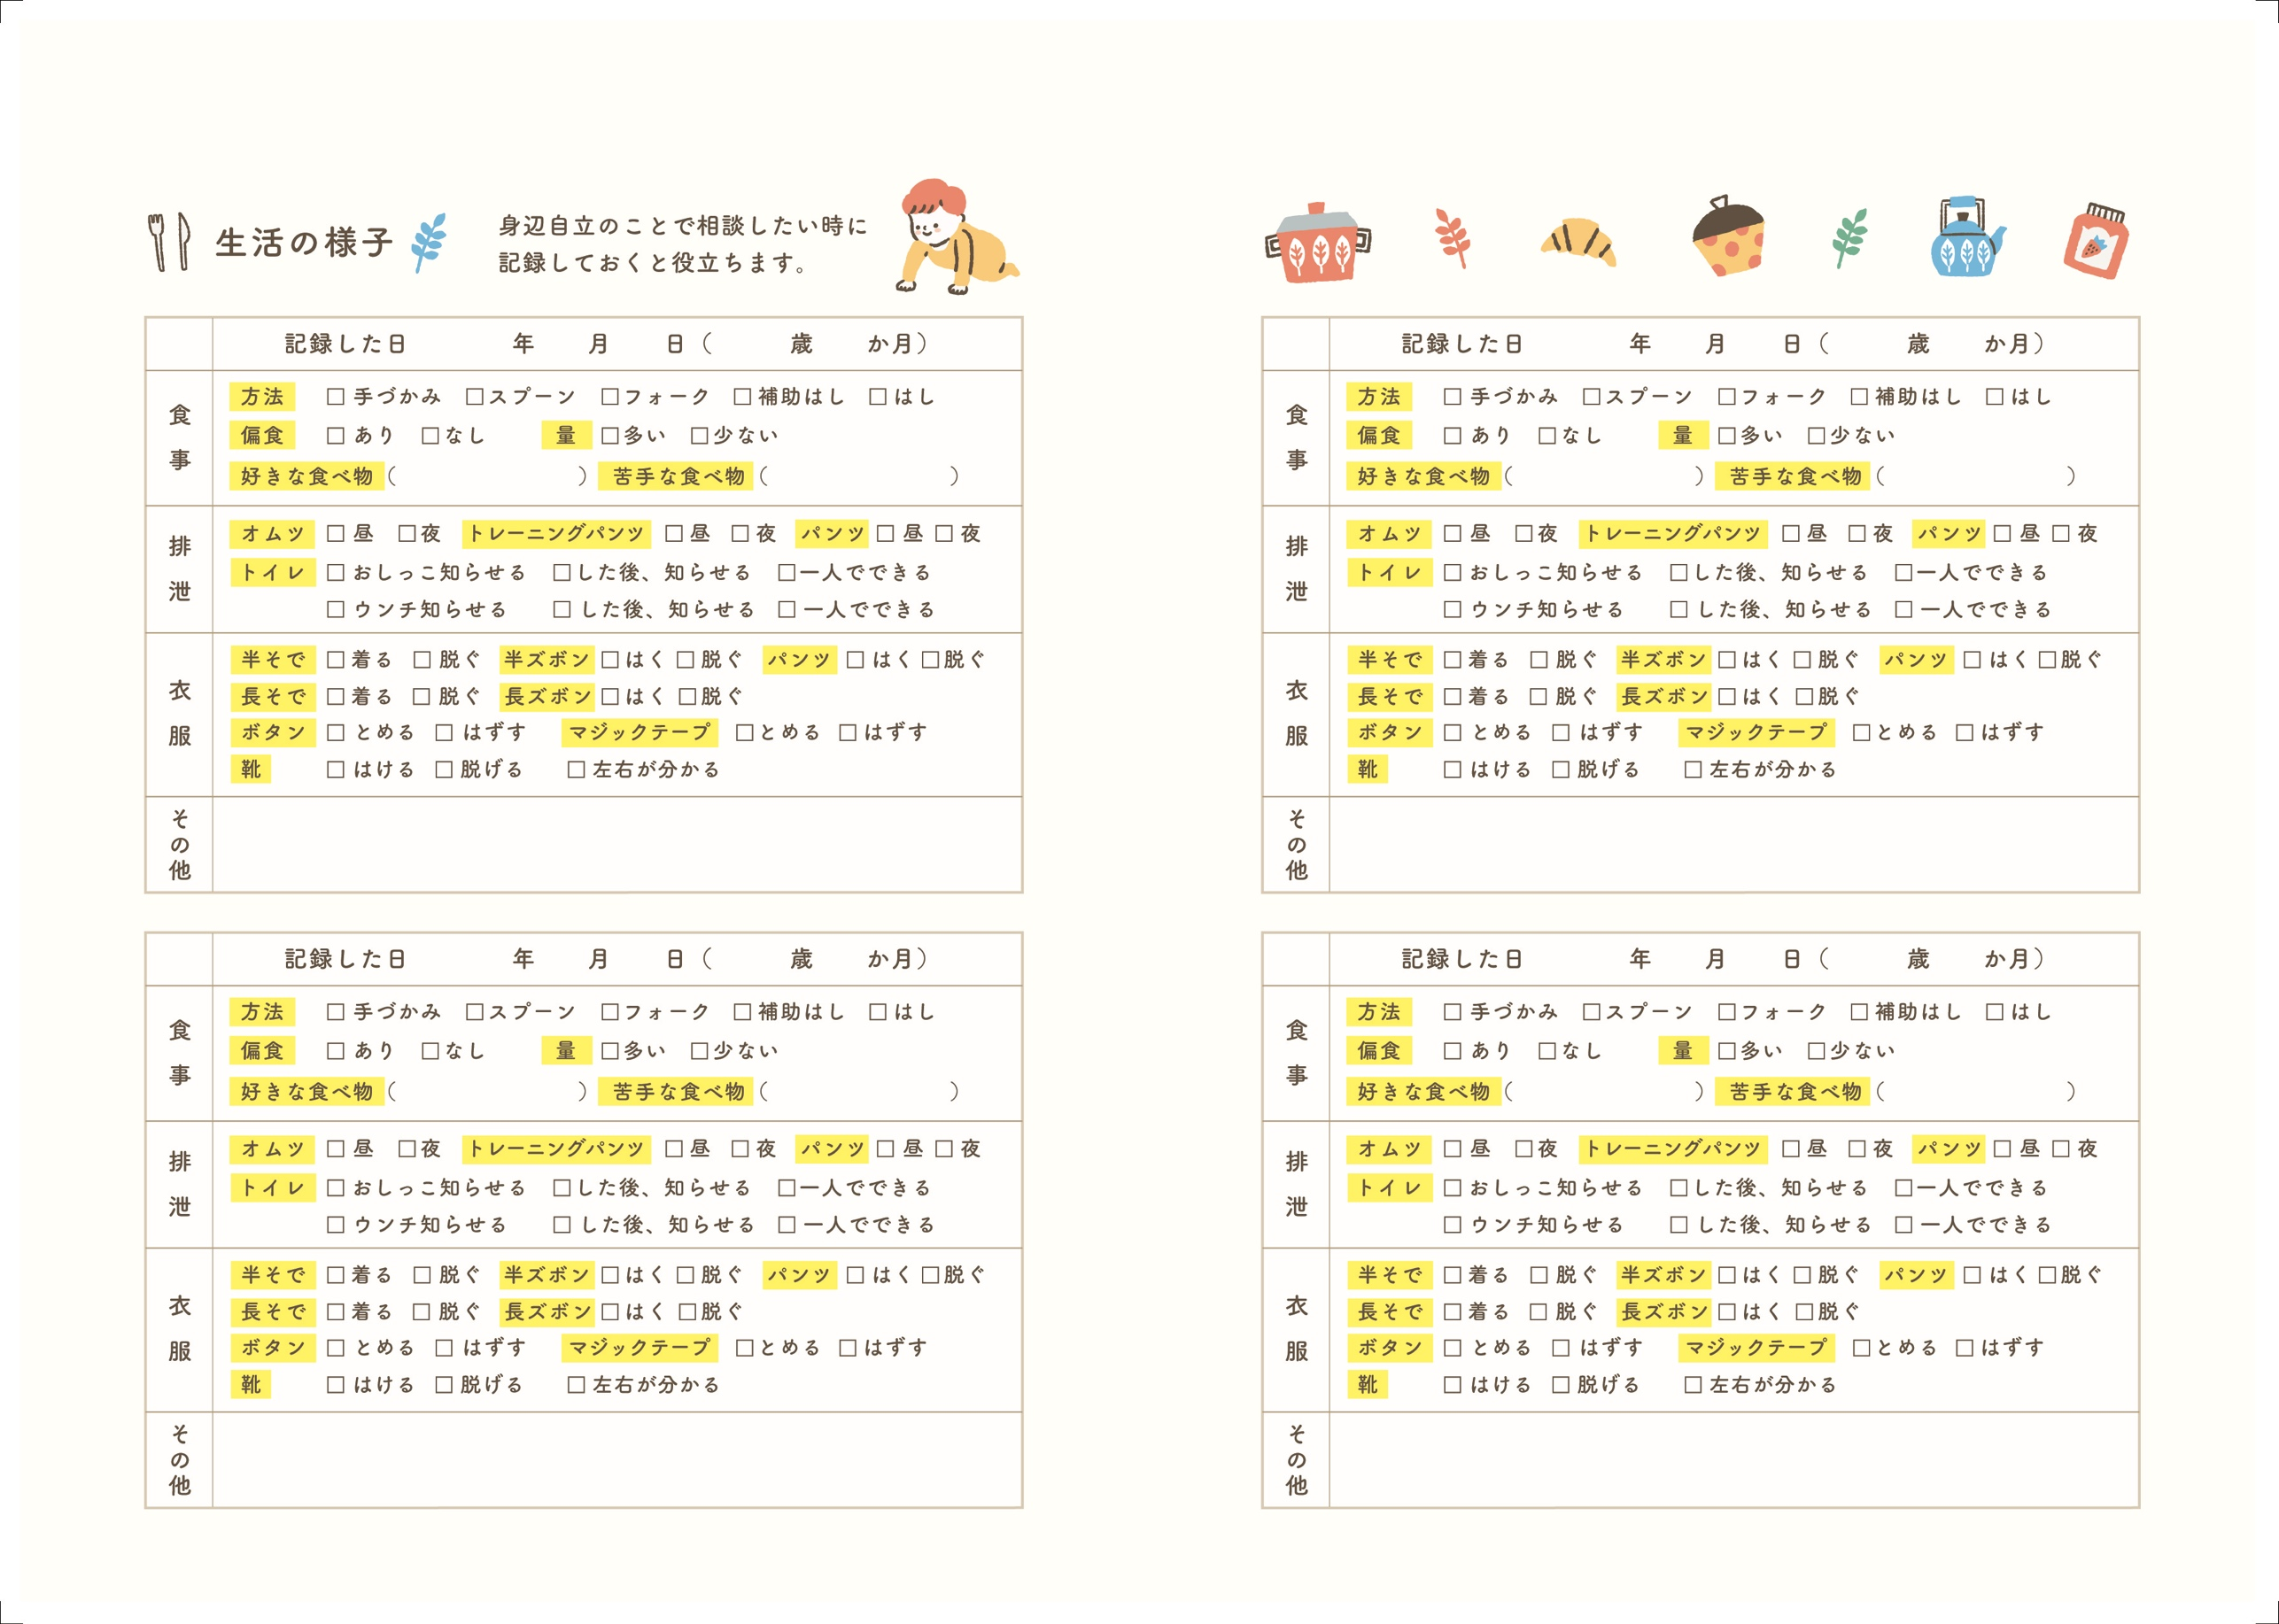 生活の様子
身辺自立のことで相談したい時に
記録しておくと役立ちます。
記録した日 年 月 日（ 歳 か月）
食事
方法 □ 手づかみ □スプーン □フォーク □補助はし □はし
偏食 □ あり □なし 量 □多い □少ない
好きな食べ物（ ） 苦手な食べ物（ ）
排泄
オムツ □昼 □夜 トレーニングパンツ □昼 □夜 パンツ □昼 □夜
トイレ □おしっこ知らせる □した後、知らせる □一人でできる
□ ウンチ知らせる □ した後、知らせる □ 一人でできる
衣服
半そで □着る □ 脱ぐ 半ズボン □はく □脱ぐ パンツ □はく □脱ぐ
長そで □着る □ 脱ぐ 長ズボン □はく □脱ぐ
ボタン □ とめる □ はずす マジックテープ □とめる □はずす
靴 □ はける □ 脱げる □ 左右が分かる
その他
記録した日 年 月 日（ 歳 か月）
食事
方法 □ 手づかみ □スプーン □フォーク □補助はし □はし
偏食 □ あり □なし 量 □多い □少ない
好きな食べ物（ ） 苦手な食べ物（ ）
排泄
オムツ □昼 □夜 トレーニングパンツ □昼 □夜 パンツ □昼 □夜
トイレ □おしっこ知らせる □した後、知らせる □一人でできる
□ ウンチ知らせる □ した後、知らせる □ 一人でできる
衣服
半そで □着る □ 脱ぐ 半ズボン □はく □脱ぐ パンツ □はく □脱ぐ
長そで □着る □ 脱ぐ 長ズボン □はく □脱ぐ
ボタン □ とめる □ はずす マジックテープ □とめる □はずす
靴 □ はける □ 脱げる □ 左右が分かる
その他
記録した日 年 月 日（ 歳 か月）
食事
方法 □ 手づかみ □スプーン □フォーク □補助はし □はし
偏食 □ あり □なし 量 □多い □少ない
好きな食べ物（ ） 苦手な食べ物（ ）
排泄
オムツ □昼 □夜 トレーニングパンツ □昼 □夜 パンツ □昼 □夜
トイレ □おしっこ知らせる □した後、知らせる □一人でできる
□ ウンチ知らせる □ した後、知らせる □ 一人でできる
衣服
半そで □着る □ 脱ぐ 半ズボン □はく □脱ぐ パンツ □はく □脱ぐ
長そで □着る □ 脱ぐ 長ズボン □はく □脱ぐ
ボタン □ とめる □ はずす マジックテープ □とめる □はずす
靴 □ はける □ 脱げる □ 左右が分かる
その他
記録した日 年 月 日（ 歳 か月）
食事
方法 □ 手づかみ □スプーン □フォーク □補助はし □はし
偏食 □ あり □なし 量 □多い □少ない
好きな食べ物（ ） 苦手な食べ物（ ）
排泄
オムツ □昼 □夜 トレーニングパンツ □昼 □夜 パンツ □昼 □夜
トイレ □おしっこ知らせる □した後、知らせる □一人でできる
□ ウンチ知らせる □ した後、知らせる □ 一人でできる
衣服
半そで □着る □ 脱ぐ 半ズボン □はく □脱ぐ パンツ □はく □脱ぐ
長そで □着る □ 脱ぐ 長ズボン □はく □脱ぐ
ボタン □ とめる □ はずす マジックテープ □とめる □はずす
靴 □ はける □ 脱げる □ 左右が分かる
その他